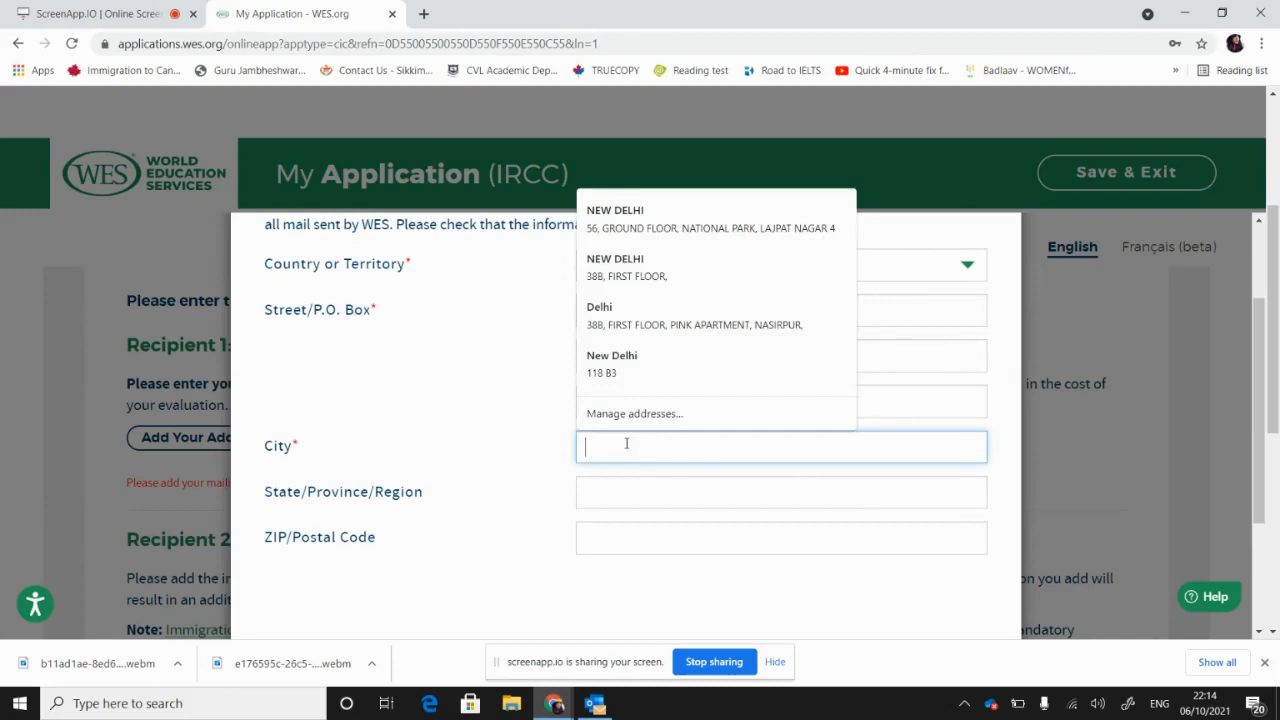 ScreenApp.IO | Online Scree
My Application - WES.org
applications.wes.org/onlineapp?apptype=cic&refn=0D55005500550D550F550E550C55&ln=1
Apps
Immigration to Can...
Guru Jambheshwar...
Contact Us - Sikkim...
CVL Academic Dep...
TRUECOPY
Reading test
Road to IELTS
Quick 4-minute fix f...
Badlaav - WOMENf...
»
Reading list
WES
WORLD
EDUCATION
SERVICES
My Application (IRCC)
Save & Exit
English
Français (beta)
all mail sent by WES. Please check that the informa
NEW DELHI
56, GROUND FLOOR, NATIONAL PARK, LAJPAT NAGAR 4
NEW DELHI
38B, FIRST FLOOR,
Delhi
38B, FIRST FLOOR, PINK APARTMENT, NASIRPUR,
New Delhi
118 B3
Manage addresses...
Country or Territory*
Street/P.O. Box*
City*
State/Province/Region
ZIP/Postal Code
Please enter t
Recipient 1:
Please enter you
in the cost of
your evaluation.
Add Your Add
Please add your maili
Recipient 2
Please add the in
on you add will
result in an addit
Note: Immigratio
andatory
Help
b11ad1ae-8ed6....webm
e176595c-26c5-....webm
screenapp.io is sharing your screen.
Stop sharing
Hide
Show all
Type here to search
ENG
22:14
06/10/2021
20